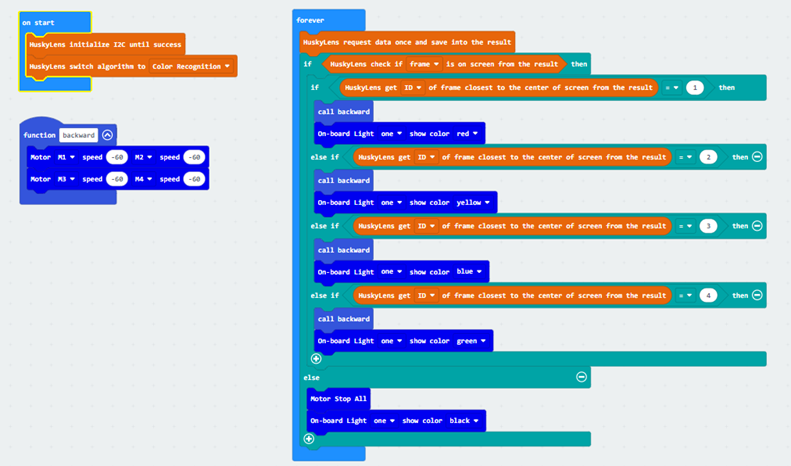 on start
HuskyLens initialize I2C until success
HuskyLens switch algorithm to Color Recognition
function backward
Motor M1 speed -60 M2 speed -60
Motor M3 speed -60 M4 speed -60
forever
HuskyLens request data once and save into the result
if HuskyLens check if frame is on screen from the result then
if HuskyLens get ID of frame closest to the center of screen from the result = 1 then
call backward
On-board Light one show color red
else if HuskyLens get ID of frame closest to the center of screen from the result = 2 then
call backward
On-board Light one show color yellow
else if HuskyLens get ID of frame closest to the center of screen from the result = 3 then
call backward
On-board Light one show color blue
else if HuskyLens get ID of frame closest to the center of screen from the result = 4 then
call backward
On-board Light one show color green
else
Motor Stop All
On-board Light one show color black